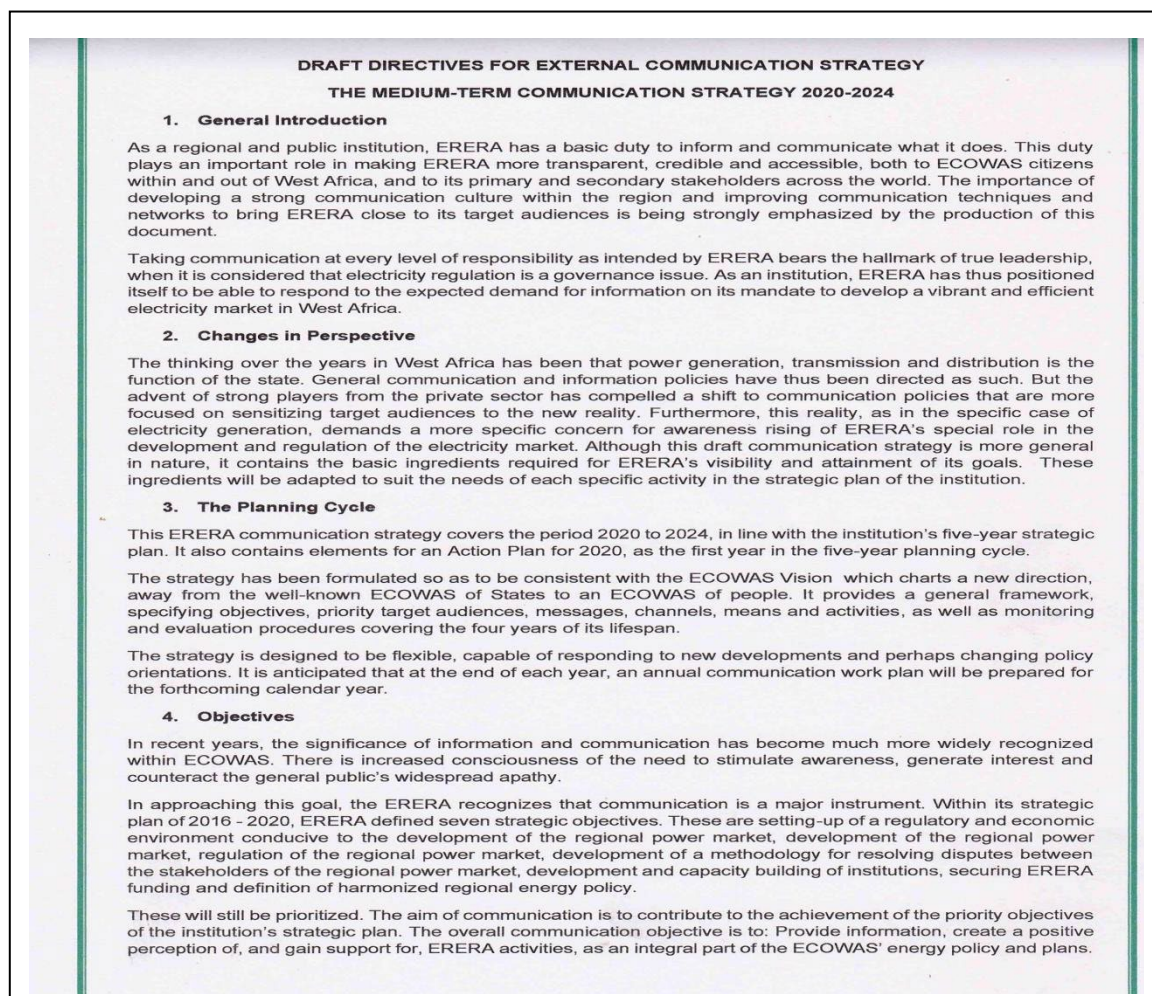 DRAFT DIRECTIVES FOR EXTERNAL COMMUNICATION STRATEGY
THE MEDIUM-TERM COMMUNICATION STRATEGY 2020-2024
1. General Introduction
As a regional and public institution, ERERA has a basic duty to inform and communicate what it does. This duty
plays an important role in making ERERA more transparent, credible and accessible, both to ECOWAS citizens
within and out of West Africa, and to its primary and secondary stakeholders across the world. The importance of
developing a strong communication culture within the region and improving communication techniques and
networks to bring ERERA close to its target audiences is being strongly emphasized by the production of this
document.
Taking communication at every level of responsibility as intended by ERERA bears the hallmark of true leadership,
when it is considered that electricity regulation is a governance issue. As an institution, ERERA has thus positioned
itself to be able to respond to the expected demand for information on its mandate to develop a vibrant and efficient
electricity market in West Africa.
2. Changes in Perspective
The thinking over the years in West Africa has been that power generation, transmission and distribution is the
function of the state. General communication and information policies have thus been directed as such. But the
advent of strong players from the private sector has compelled a shift to communication policies that are more
focused on sensitizing target audiences to the new reality. Furthermore, this reality, as in the specific case of
electricity generation, demands a more specific concern for awareness rising of ERERA's special role in the
development and regulation of the electricity market. Although this draft communication strategy is more general
in nature, it contains the basic ingredients required for ERERA's visibility and attainment of its goals. These
ingredients will be adapted to suit the needs of each specific activity in the strategic plan of the institution.
3. The Planning Cycle
This ERERA communication strategy covers the period 2020 to 2024, in line with the institution's five-year strategic
plan. It also contains elements for an Action Plan for 2020, as the first year in the five-year planning cycle.
The strategy has been formulated so as to be consistent with the ECOWAS Vision which charts a new direction,
away from the well-known ECOWAS of States to an ECOWAS of people. It provides a general framework,
specifying objectives, priority target audiences, messages, channels, means and activities, as well as monitoring
and evaluation procedures covering the four years of its lifespan.
The strategy is designed to be flexible, capable of responding to new developments and perhaps changing policy
orientations. It is anticipated that at the end of each year, an annual communication work plan will be prepared for
the forthcoming calendar year.
4. Objectives
In recent years, the significance of information and communication has become much more widely recognized
within ECOWAS. There is increased consciousness of the need to stimulate awareness, generate interest and
counteract the general public's widespread apathy.
In approaching this goal, the ERERA recognizes that communication is a major instrument. Within its strategic
plan of 2016 - 2020, ERERA defined seven strategic objectives. These are setting-up of a regulatory and economic
environment conducive to the development of the regional power market, development of the regional power
market, regulation of the regional power market, development of a methodology for resolving disputes between
the stakeholders of the regional power market, development and capacity building of institutions, securing ERERA
funding and definition of harmonized regional energy policy.
These will still be prioritized. The aim of communication is to contribute to the achievement of the priority objectives
of the institution's strategic plan. The overall communication objective is to: Provide information, create a positive
perception of, and gain support for, ERERA activities, as an integral part of the ECOWAS' energy policy and plans.